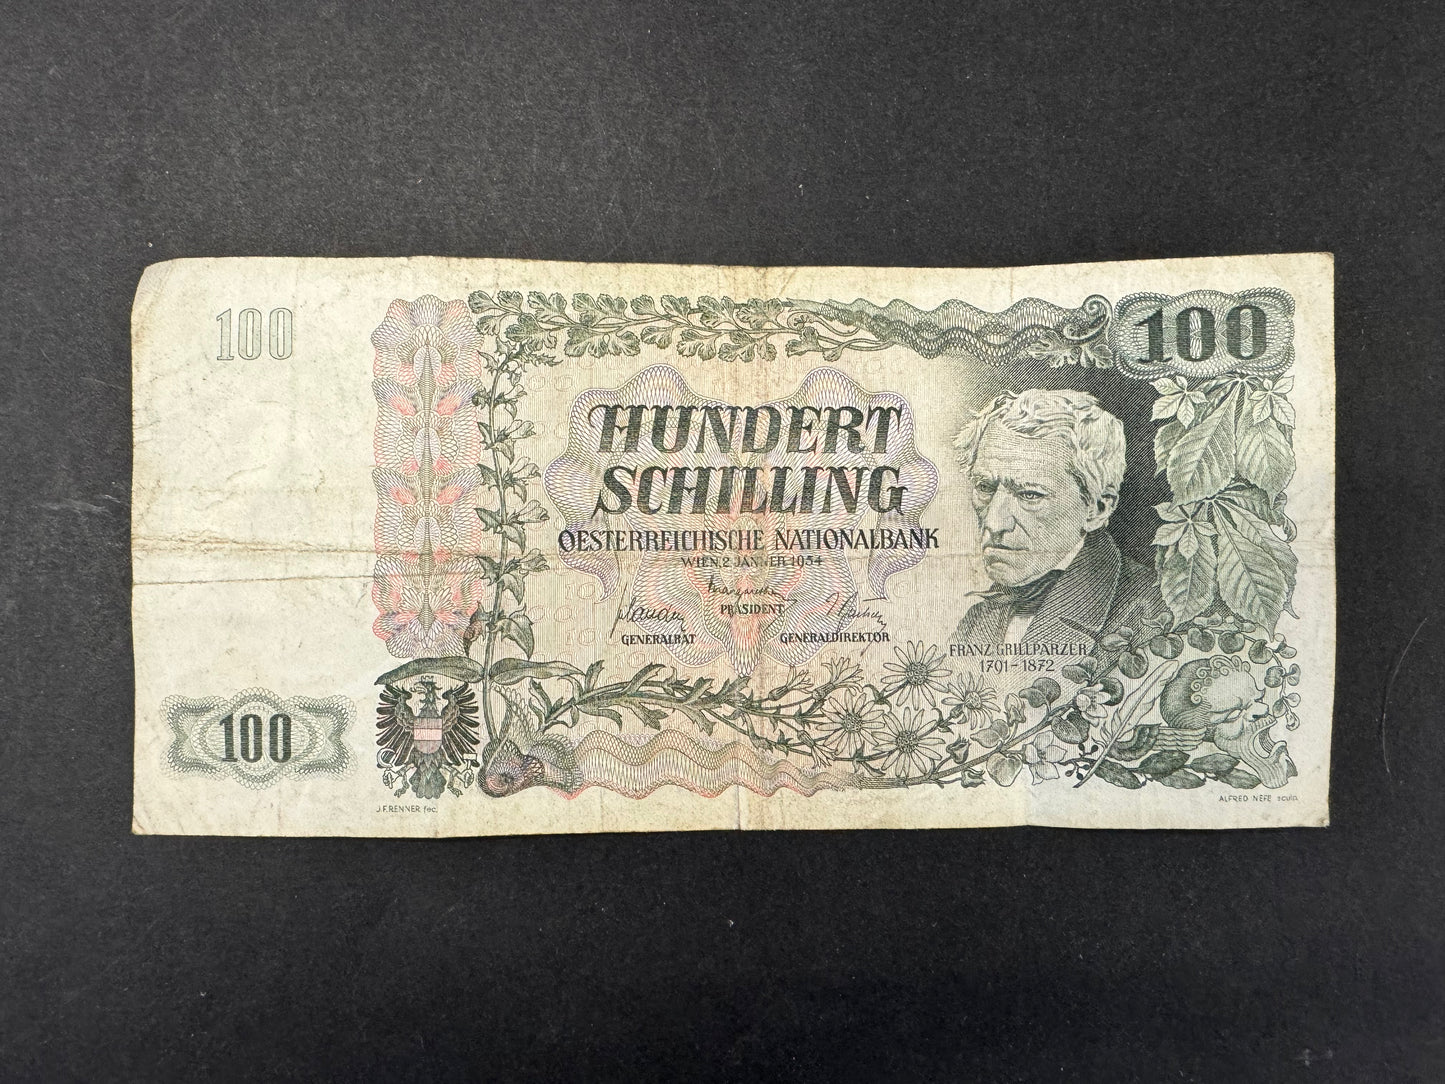 100
100
HUNDERT
SCHILLING
OESTERREICHISCHE NATIONALBANK
WIEN, 2. JÄNNER 1954
PRÄSIDENT
GENERALRAT
GENERALDIREKTOR
FRANZ GRILLPARZER
1791-1872
100
J.F. RENNER fec.
ALFRED NEFE sculp.